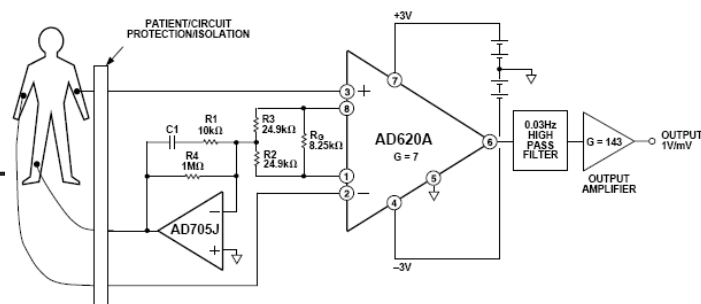 PATIENT/CIRCUIT
PROTECTION/ISOLATION
+3V
3
+
7
8
C1
R1
10kΩ
R3
24.9kΩ
RG
8.25kΩ
AD620A
G = 7
6
0.03Hz
HIGH
PASS
FILTER
G = 143
OUTPUT
1V/mV
OUTPUT
AMPLIFIER
R4
1MΩ
R2
24.9kΩ
1
2
–
5
4
AD705J
–
+
–3V